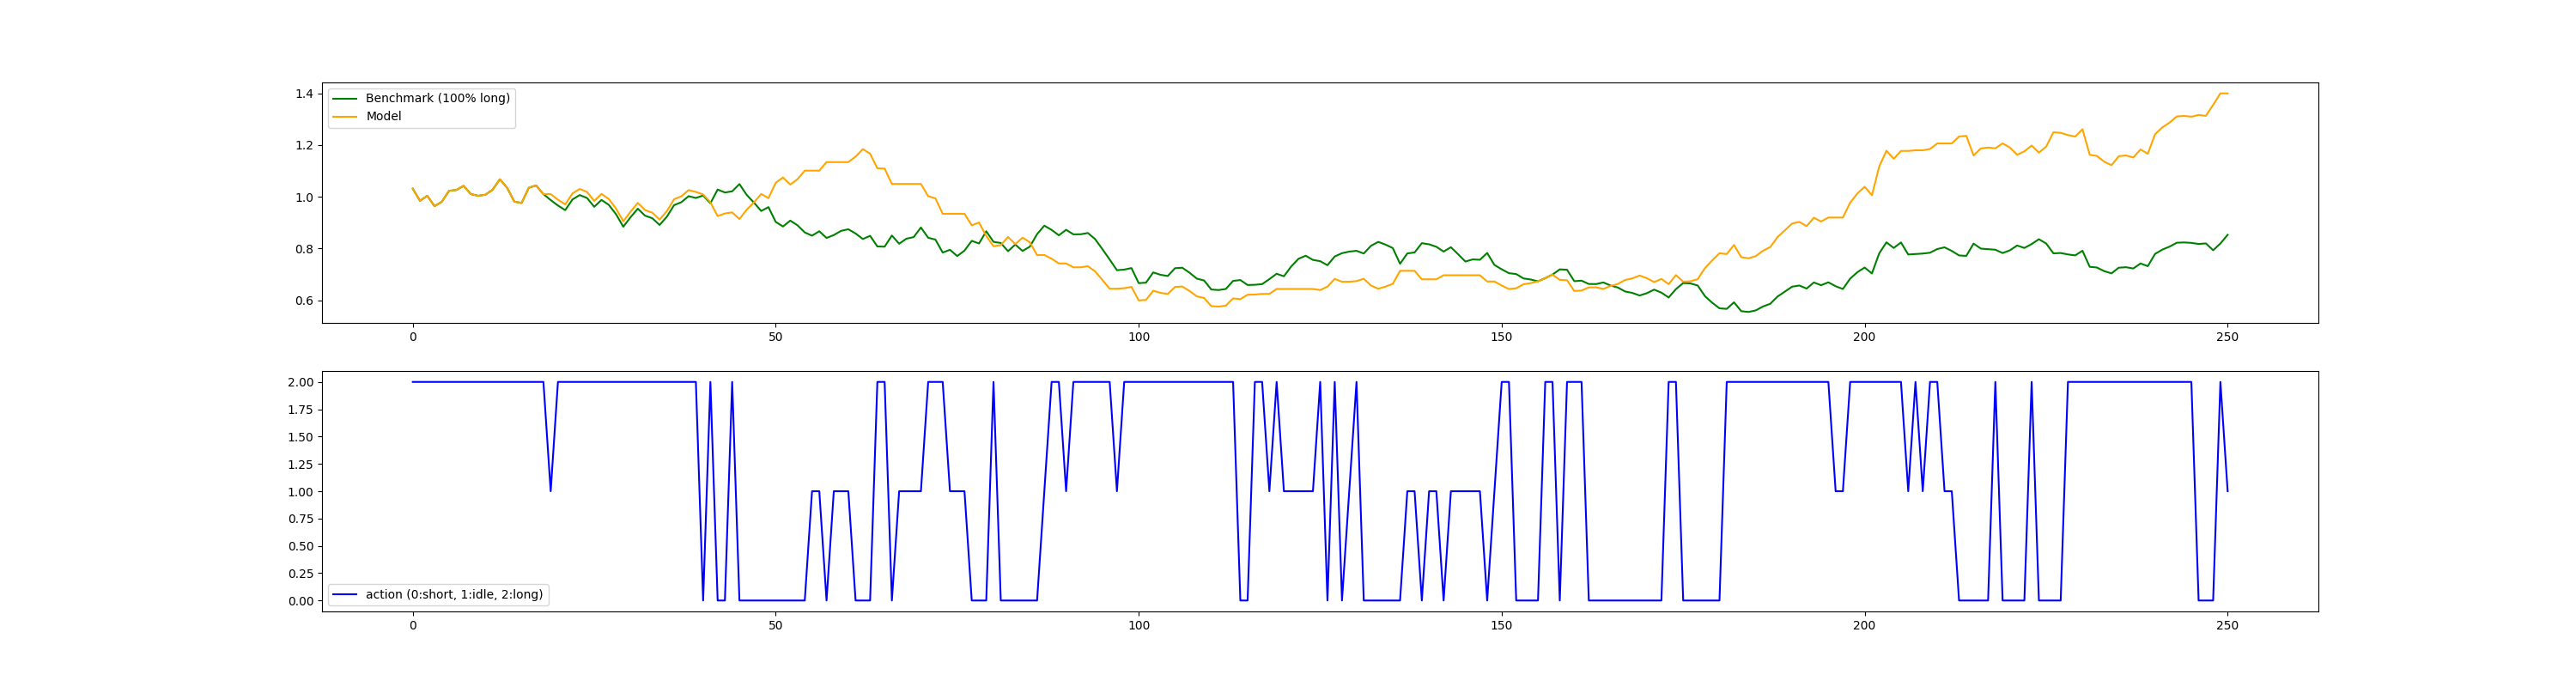 1.4
1.2
1.0
0.8
0.6
Benchmark (100% long)
Model
0 50 100 150 200 250
2.00
1.75
1.50
1.25
1.00
0.75
0.50
0.25
0.00
action (0:short, 1:idle, 2:long)
0 50 100 150 200 250